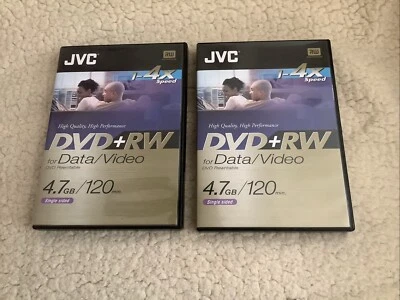 JVC
RW
1-4x
Speed
High Quality, High Performance
DVD+RW
for Data/Video
DVD Rewritable
4.7GB/120min.
Single sided
JVC
RW
1-4x
Speed
High Quality, High Performance
DVD+RW
for Data/Video
DVD Rewritable
4.7GB/120min.
Single sided